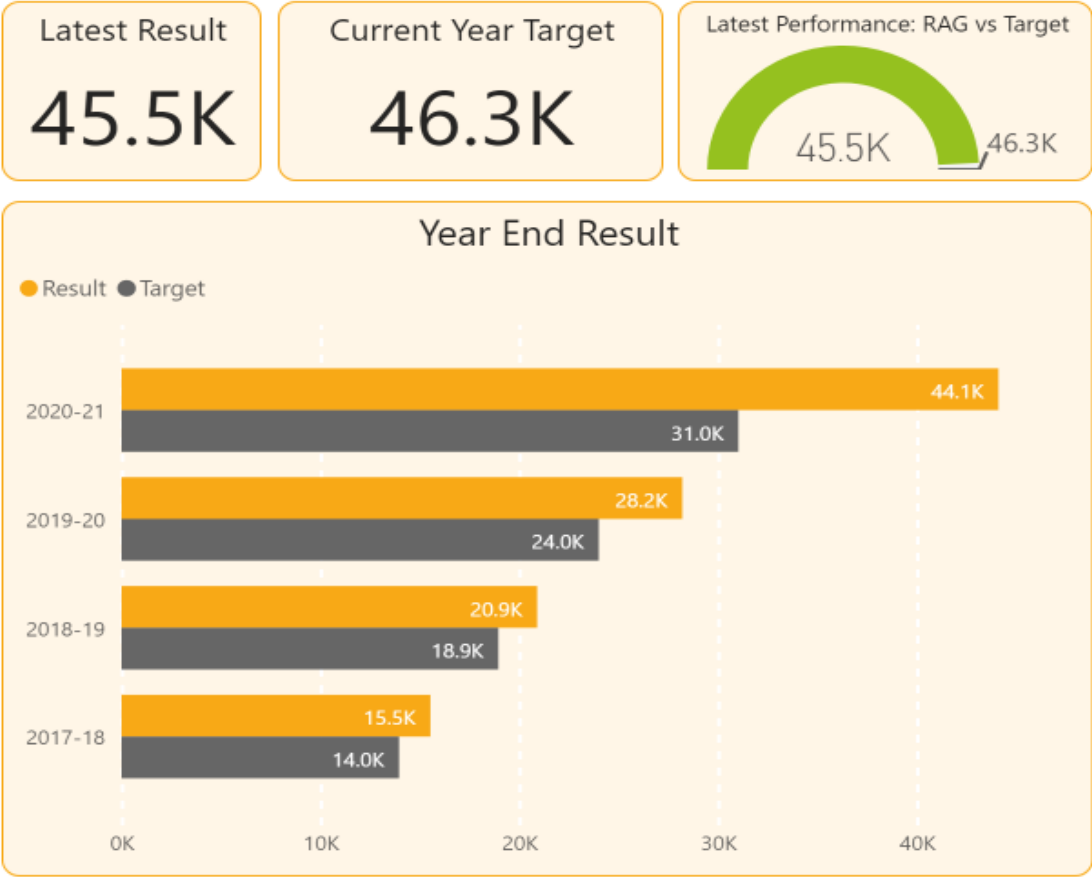 Latest Result
45.5K
Current Year Target
46.3K
Latest Performance: RAG vs Target
45.5K
46.3K
Year End Result
Result Target
2020-21
44.1K
31.0K
2019-20
28.2K
24.0K
2018-19
20.9K
18.9K
2017-18
15.5K
14.0K
0K 10K 20K 30K 40K